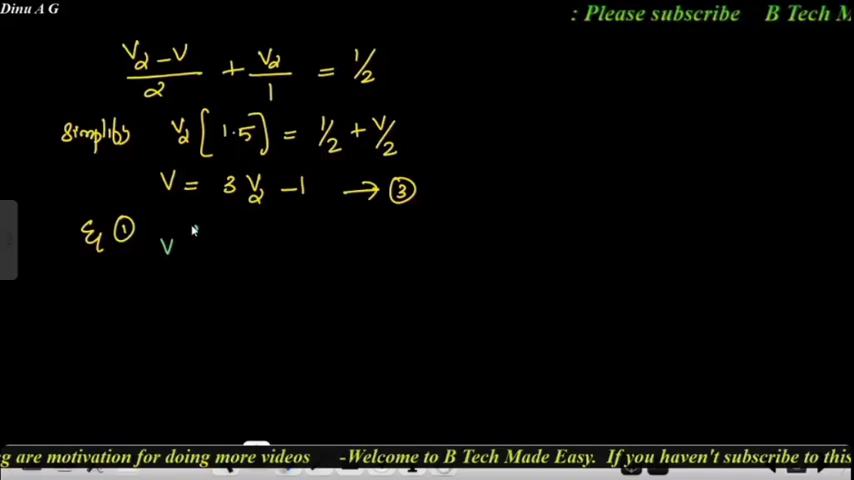 Dinu A G
: Please subscribe B Tech M
V₂ - V / 2 + V₂ / 1 = 1/2
Simplify V₂ [ 1.5 ] = 1/2 + V/2
V = 3 V₂ - 1 → ③
Eq ① V
g are motivation for doing more videos -Welcome to B Tech Made Easy. If you haven't subscribe to this